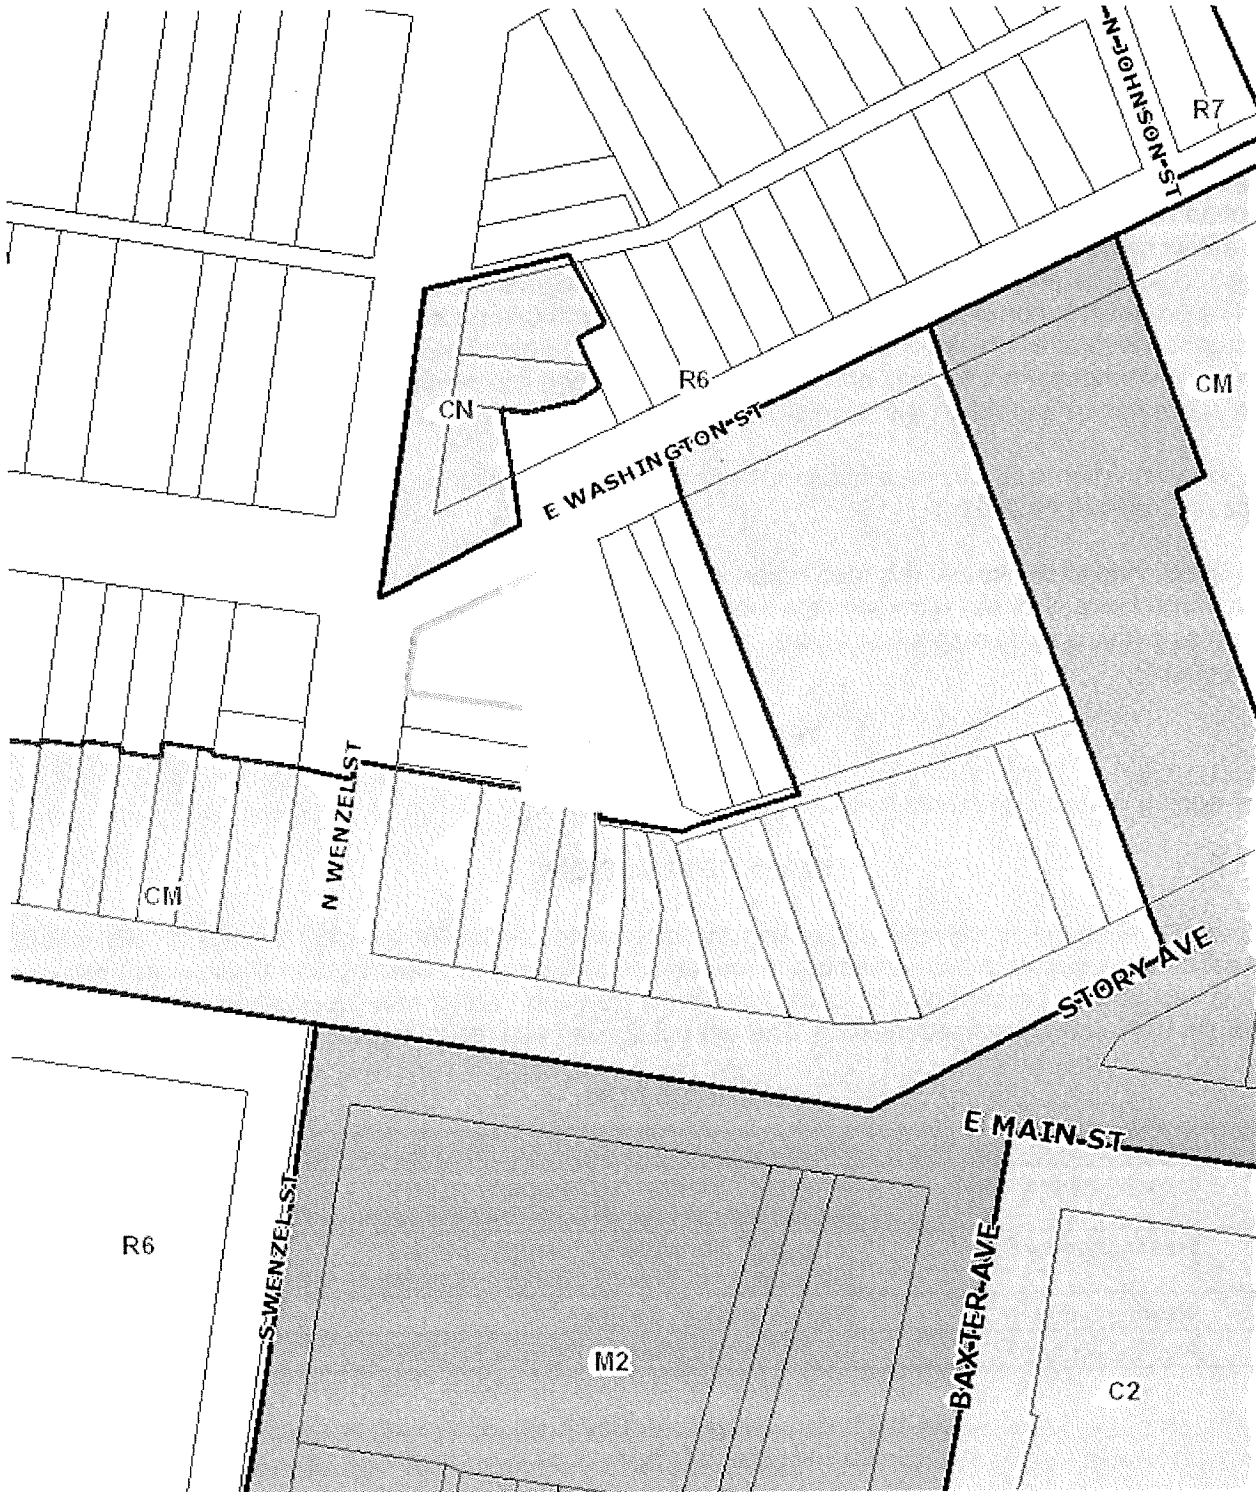 N JOHNSON ST
R7
CM
R6
CN
E WASHINGTON ST
N WENZEL ST
CM
STORY AVE
E MAIN ST
S WENZEL ST
R6
BAXTER AVE
M2
C2